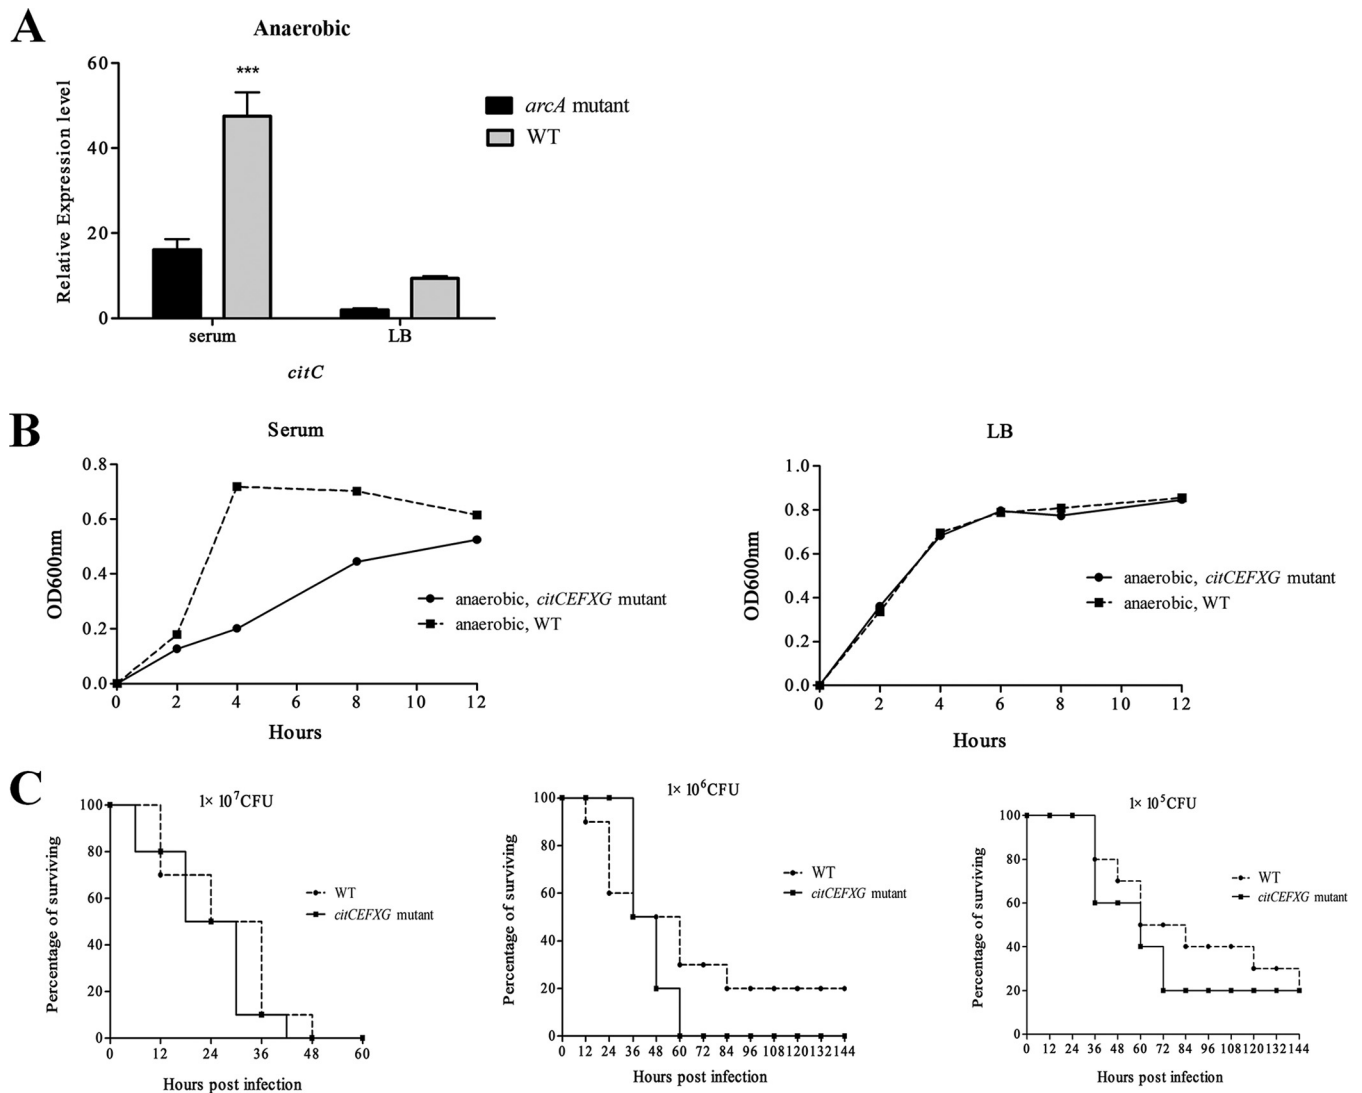 A
Anaerobic
Relative Expression level
60
40
20
0
***
serum
LB
citC
arcA mutant
WT
B
Serum
OD600nm
0.8
0.6
0.4
0.2
0.0
0 2 4 6 8 10 12
Hours
anaerobic, citCEFXG mutant
anaerobic, WT
LB
OD600nm
1.0
0.8
0.6
0.4
0.2
0.0
0 2 4 6 8 10 12
Hours
anaerobic, citCEFXG mutant
anaerobic, WT
C
1× 10⁷CFU
Percentage of surviving
100
80
60
40
20
0
0 12 24 36 48 60
Hours post infection
WT
citCEFXG mutant
1× 10⁶CFU
Percentage of surviving
100
80
60
40
20
0
0 12 24 36 48 60 72 84 96 108 120 132 144
Hours post infection
WT
citCEFXG mutant
1× 10⁵CFU
Percentage of surviving
100
80
60
40
20
0
0 12 24 36 48 60 72 84 96 108 120 132 144
Hours post infection
WT
citCEFXG mutant